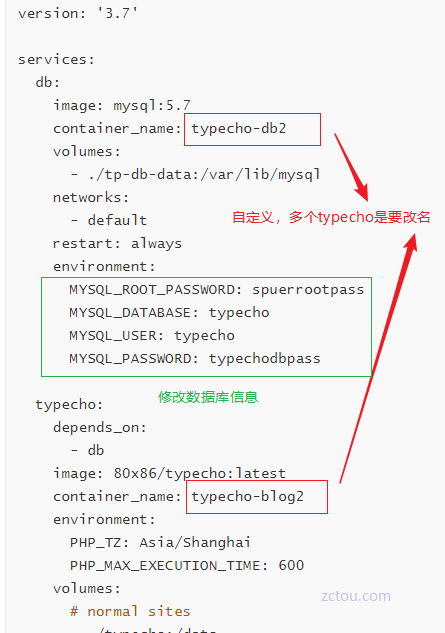 version: '3.7'
services:
db:
image: mysql:5.7
container_name: typecho-db2
volumes:
- ./tp-db-data:/var/lib/mysql
networks:
自定义，多个typecho是要改名
- default
restart: always
environment:
MYSQL_ROOT_PASSWORD: spuerrootpass
MYSQL_DATABASE: typecho
MYSQL_USER: typecho
MYSQL_PASSWORD: typechodbpass
修改数据库信息
typecho:
depends_on:
- db
image: 80x86/typecho:latest
container_name: typecho-blog2
environment:
PHP_TZ: Asia/Shanghai
PHP_MAX_EXECUTION_TIME: 600
volumes:
zctou.com
# normal sites